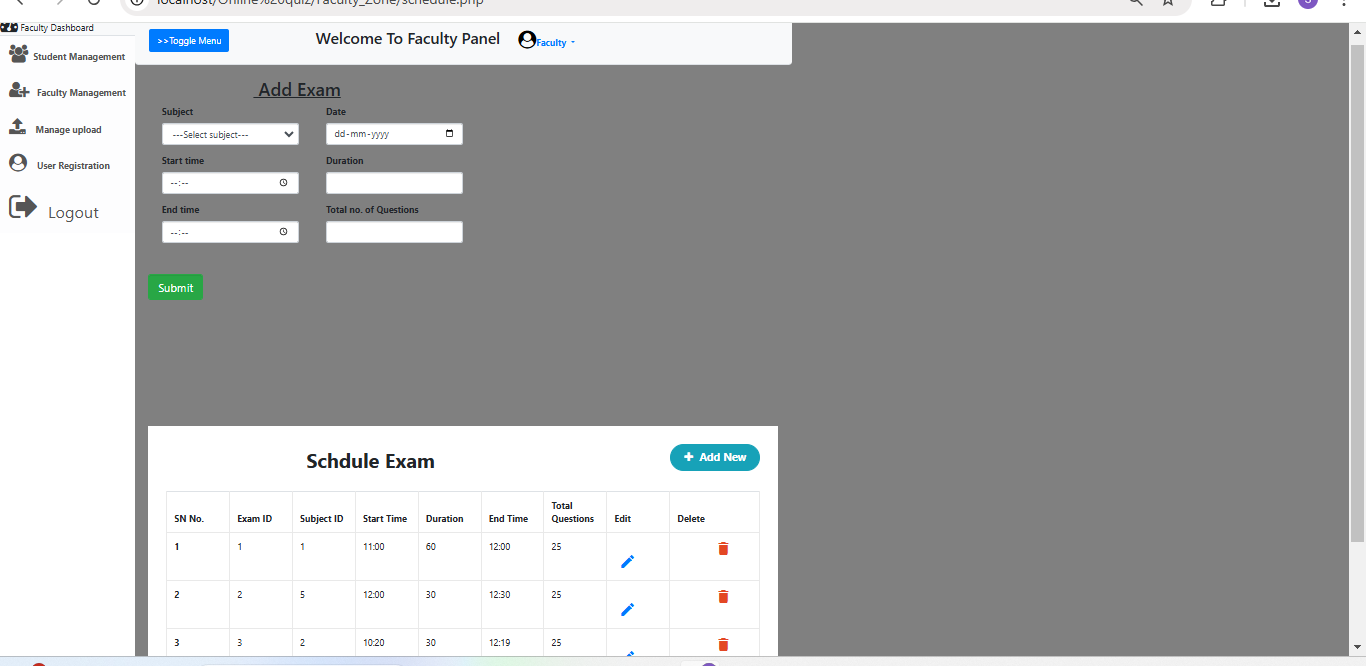 localhost/Online%20quiz/Faculty_Zone/schedule.php
Faculty Dashboard
>>Toggle Menu
Welcome To Faculty Panel
Faculty
Student Management
Faculty Management
Manage upload
User Registration
Logout
Add Exam
Subject Date
---Select subject--- dd-mm-yyyy
Start time Duration
--:--
End time Total no. of Questions
--:--
Submit
Schdule Exam
+ Add New
SN No. Exam ID Subject ID Start Time Duration End Time Total Questions Edit Delete
1 1 1 11:00 60 12:00 25
2 2 5 12:00 30 12:30 25
3 3 2 10:20 30 12:19 25